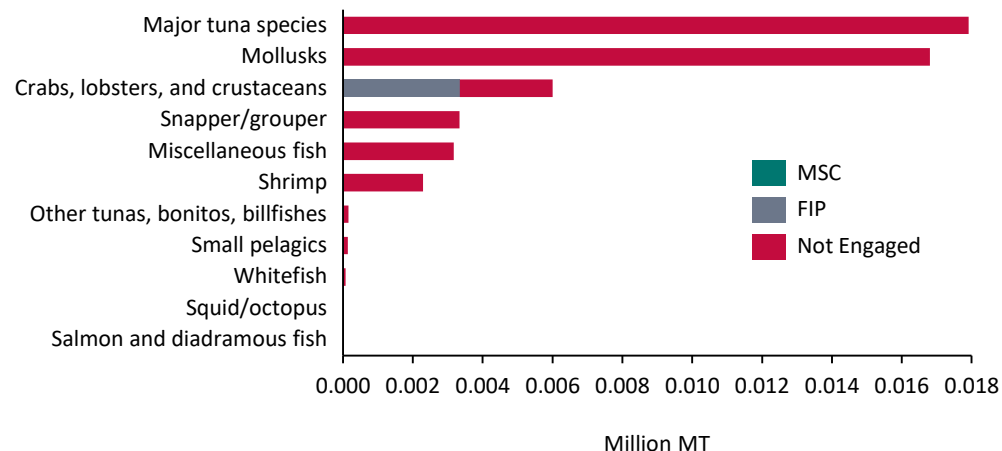 Major tuna species
Mollusks
Crabs, lobsters, and crustaceans
Snapper/grouper
Miscellaneous fish
Shrimp
Other tunas, bonitos, billfishes
Small pelagics
Whitefish
Squid/octopus
Salmon and diadramous fish
MSC
FIP
Not Engaged
0.000 0.002 0.004 0.006 0.008 0.010 0.012 0.014 0.016 0.018
Million MT